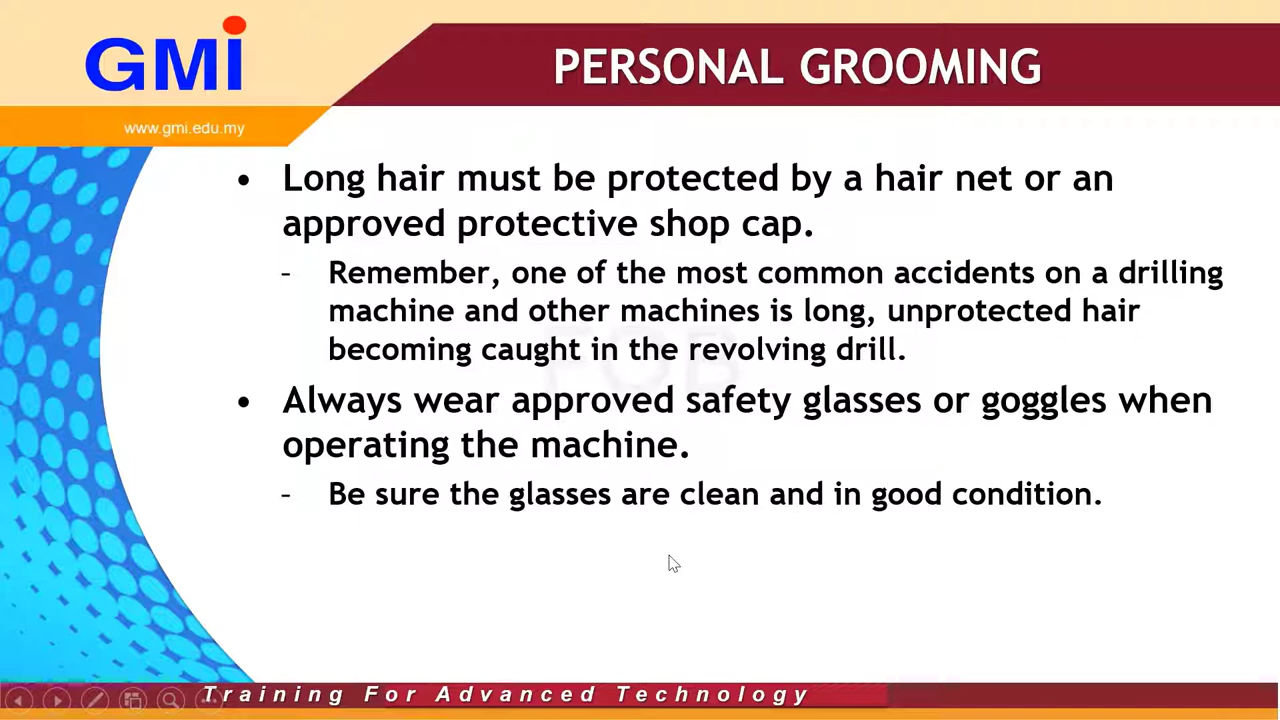 GMi
PERSONAL GROOMING
www.gmi.edu.my
• Long hair must be protected by a hair net or an
approved protective shop cap.
- Remember, one of the most common accidents on a drilling
machine and other machines is long, unprotected hair
becoming caught in the revolving drill.
• Always wear approved safety glasses or goggles when
operating the machine.
- Be sure the glasses are clean and in good condition.
FOB
Training For Advanced Technology